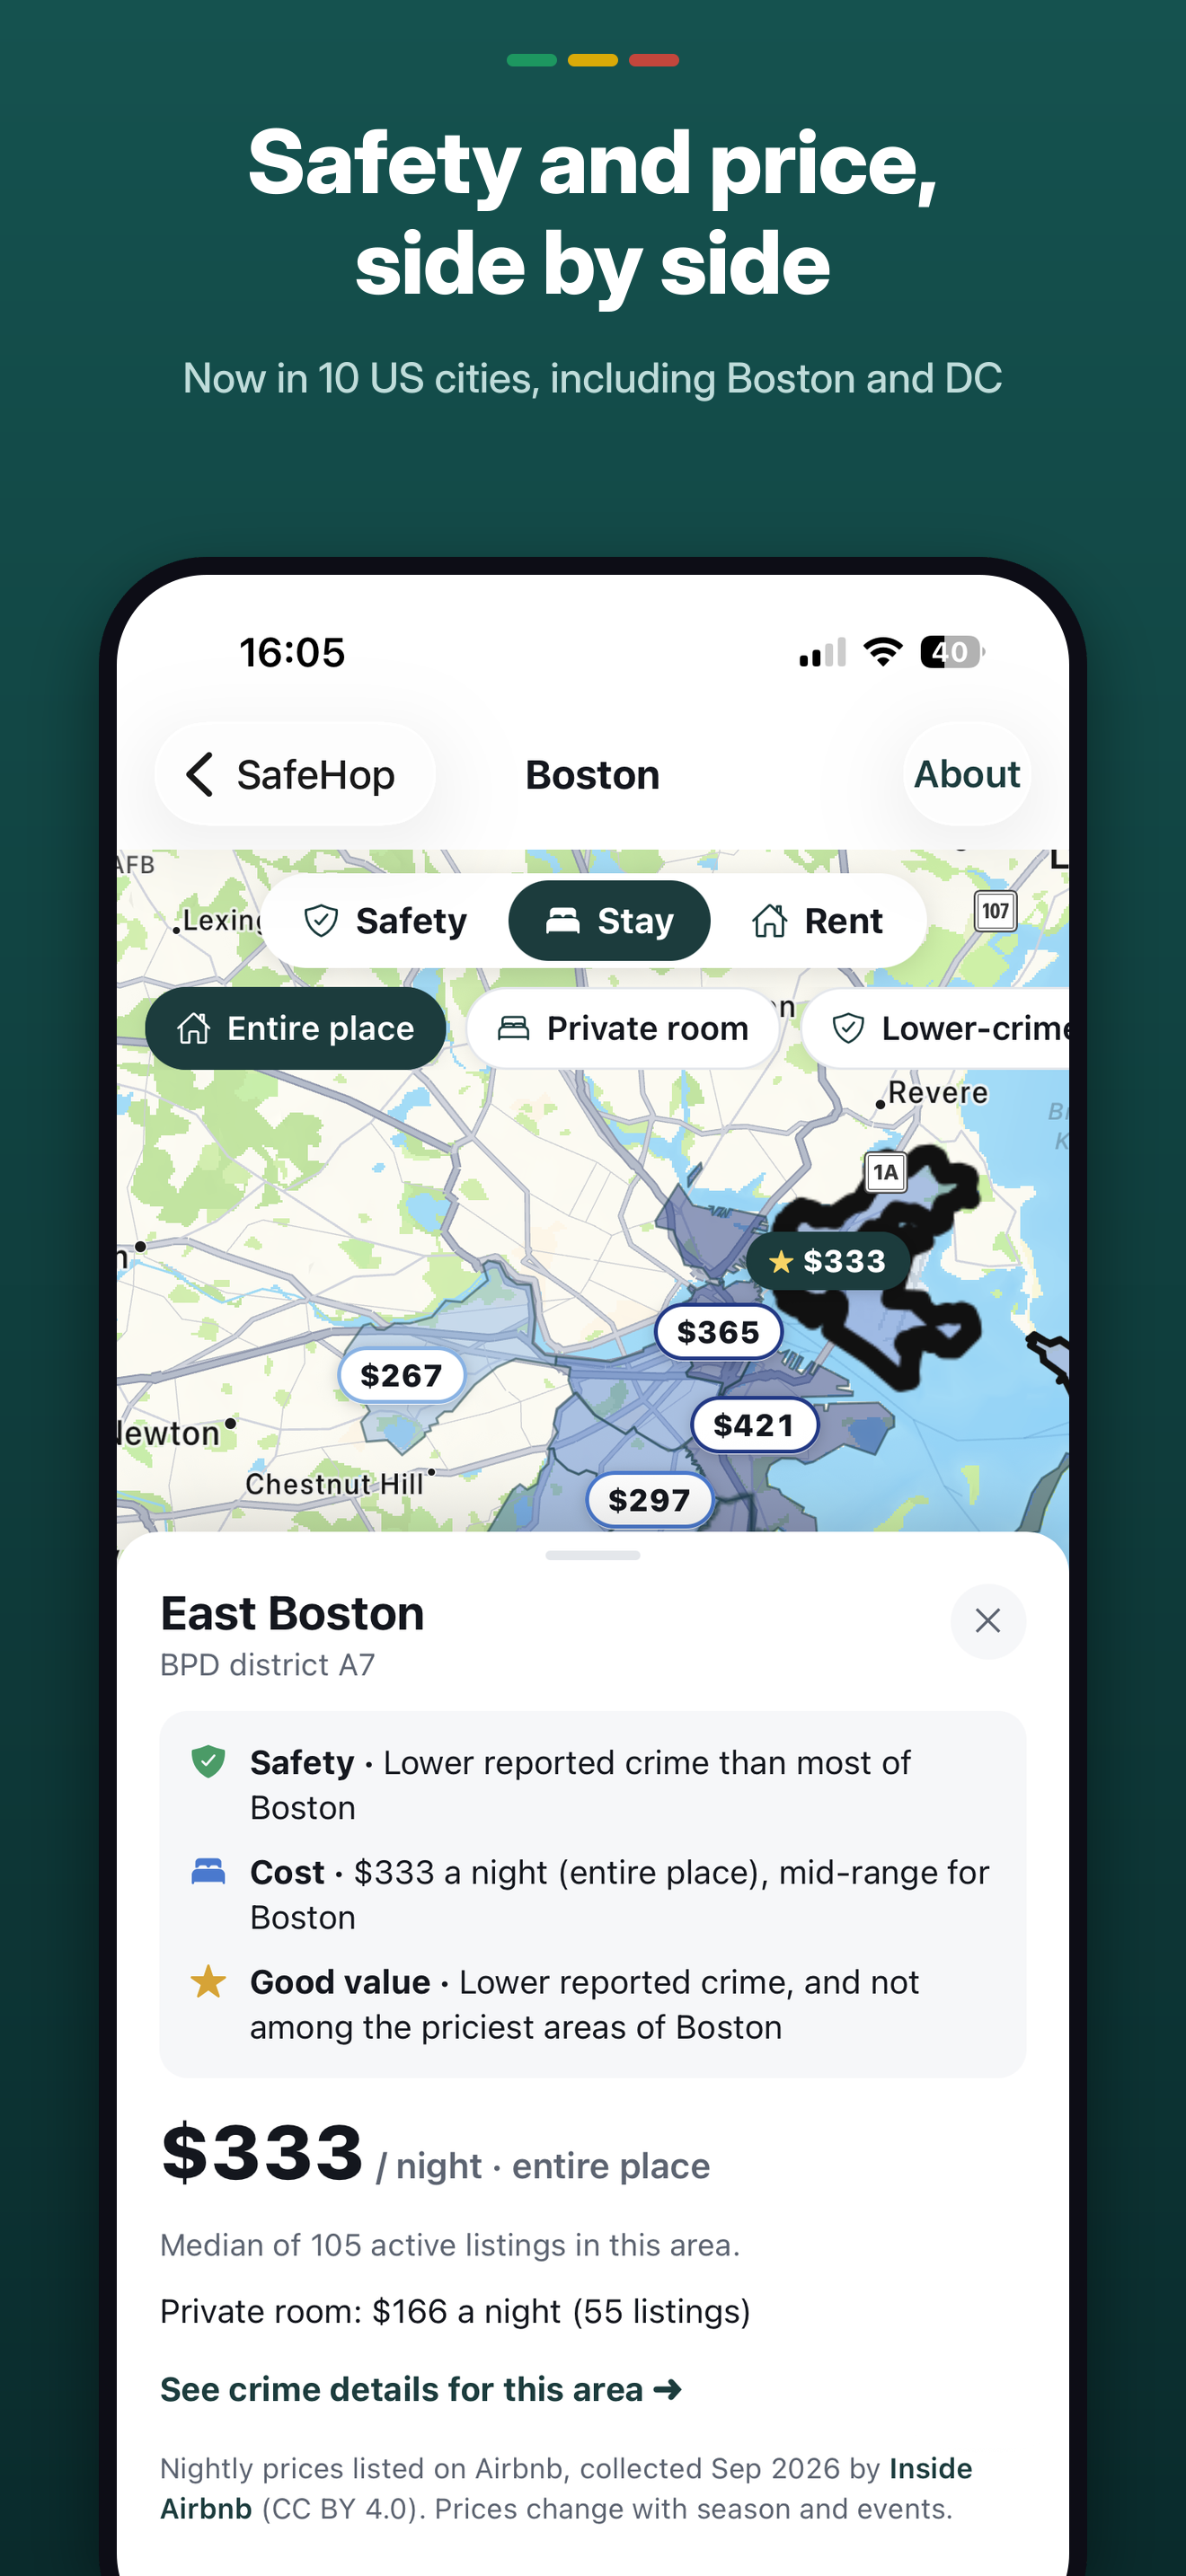 Safety and price,
side by side
Now in 10 US cities, including Boston and DC
16:05
40
SafeHop
Boston
About
AFB
Safety
Stay
Rent
107
Entire place
Private room
Lower-crime
Revere
1A
$333
$365
$267
$421
Chestnut Hill
$297
East Boston
BPD district A7
Safety · Lower reported crime than most of
Boston
Cost · $333 a night (entire place), mid-range for
Boston
Good value · Lower reported crime, and not
among the priciest areas of Boston
$333 / night · entire place
Median of 105 active listings in this area.
Private room: $166 a night (55 listings)
See crime details for this area ➜
Nightly prices listed on Airbnb, collected Sep 2026 by Inside
Airbnb (CC BY 4.0). Prices change with season and events.